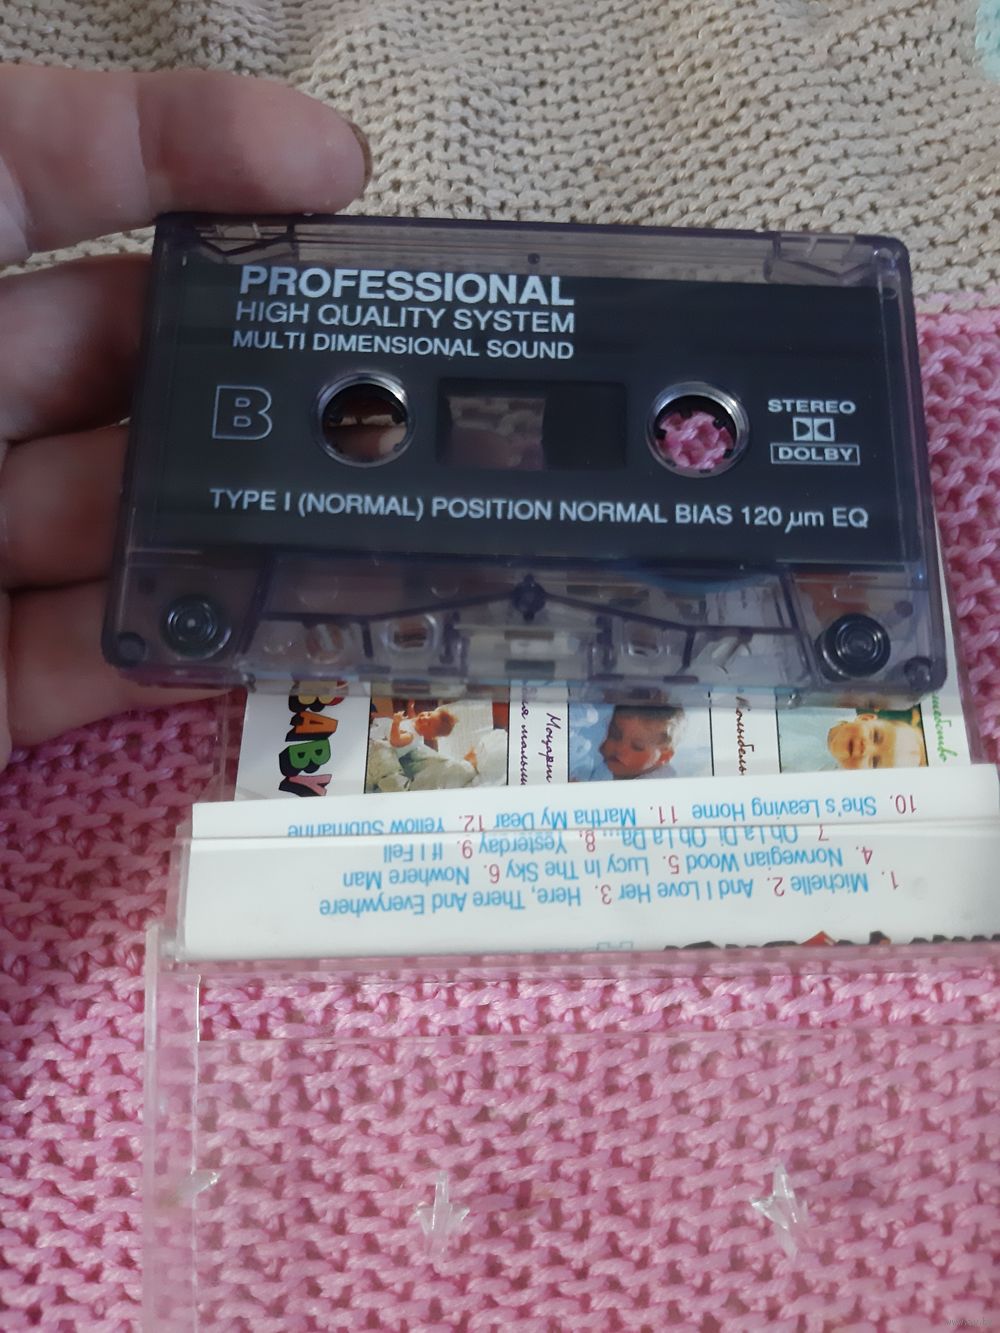 PROFESSIONAL
HIGH QUALITY SYSTEM
MULTI DIMENSIONAL SOUND
B
STEREO
DOLBY
TYPE I (NORMAL) POSITION NORMAL BIAS 120 µm EQ
BABY
Моцарт
1. Michelle 2. And I Love Her 3. Here, There And Everywhere
4. Norwegian Wood 5. Lucy In The Sky 6. Nowhere Man
7. Ob La Di, Ob La Da... 8. Yesterday 9. If I Fell
10. She's Leaving Home 11. Martha My Dear 12. Yellow Submarine